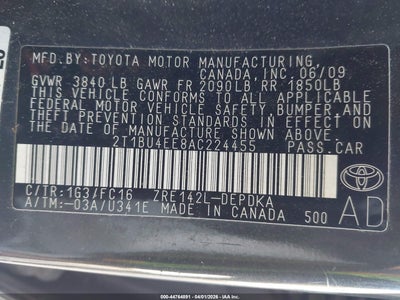 MFD.BY:TOYOTA MOTOR MANUFACTURING,
CANADA, INC. 06/09
GVWR 3840 LB GAWR FR 2090LB RR 1850LB
THIS VEHICLE CONFORMS TO ALL APPLICABLE
FEDERAL MOTOR VEHICLE SAFETY, BUMPER, AND
THEFT PREVENTION STANDARDS IN EFFECT ON
THE DATE OF MANUFACTURE SHOWN ABOVE.
2T1BU4EE8AC224455 PASS.CAR
C/TR:1G3/FC16 ZRE142L-DEPDKA
A/TM:-03A/U341E MADE IN CANADA 500
AD
TOYOTA
000-44764091 - 04/01/2026 - 000000